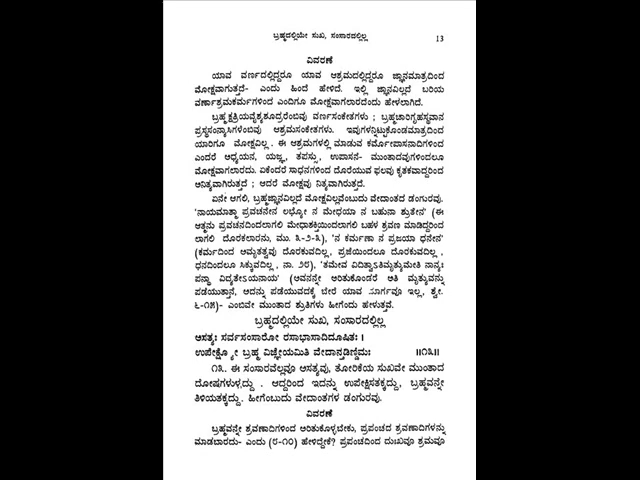 ಬ್ರಹ್ಮದಲ್ಲಿಯೇ ಸುಖ, ಸಂಸಾರದಲ್ಲಿಲ್ಲ 13
ವಿವರಣೆ
ಯಾವ ವರ್ಣದಲ್ಲಿದ್ದರೂ ಯಾವ ಆಶ್ರಮದಲ್ಲಿದ್ದರೂ ಜ್ಞಾನಮಾತ್ರದಿಂದ
ಮೋಕ್ಷವಾಗುತ್ತದೆ- ಎಂದು ಹಿಂದೆ ಹೇಳಿದೆ. ಇಲ್ಲಿ ಜ್ಞಾನವಿಲ್ಲದೆ ಬರಿಯ
ವರ್ಣಾಶ್ರಮಕರ್ಮಗಳಿಂದ ಎಂದಿಗೂ ಮೋಕ್ಷವಾಗಲಾರದೆಂದು ಹೇಳಲಾಗಿದೆ.
ಬ್ರಹ್ಮಕ್ಷತ್ರಿಯವೈಶ್ಯಶೂದ್ರರೆಂಬಿವು ವರ್ಣಸಂಕೇತಗಳು ; ಬ್ರಹ್ಮಚಾರಿಗೃಹಸ್ಥವಾನ
ಪ್ರಸ್ಥಸಂನ್ಯಾಸಿಗಳೆಂಬಿವು ಆಶ್ರಮಸಂಕೇತಗಳು. ಇವುಗಳನ್ನಿಟ್ಟುಕೊಂಡಮಾತ್ರದಿಂದ
ಯಾರಿಗೂ ಮೋಕ್ಷವಿಲ್ಲ . ಈ ಆಶ್ರಮಗಳಲ್ಲಿ ಮಾಡುವ ಕರ್ಮೋಪಾಸನಾದಿಗಳಿಂದ
ಎಂದರೆ ಅಧ್ಯಯನ, ಯಜ್ಞ, ತಪಸ್ಸು, ಉಪಾಸನೆ- ಮುಂತಾದವುಗಳಿಂದಲೂ
ಮೋಕ್ಷವಾಗಲಾರದು. ಏಕೆಂದರೆ ಸಾಧನಗಳಿಂದ ದೊರೆಯುವ ಫಲವು ಕೃತಕವಾದ್ದರಿಂದ
ಅನಿತ್ಯವಾಗಿರುತ್ತದೆ ; ಆದರೆ ಮೋಕ್ಷವು ನಿತ್ಯವಾಗಿರುತ್ತದೆ.
ಏನೇ ಆಗಲಿ, ಬ್ರಹ್ಮಜ್ಞಾನವಿಲ್ಲದೆ ಮೋಕ್ಷವಿಲ್ಲವೆಂಬುದು ವೇದಾಂತದ ಡಂಗುರವು.
'ನಾಯಮಾತ್ಮಾ ಪ್ರವಚನೇನ ಲಭ್ಯೋ ನ ಮೇಧಯಾ ನ ಬಹುನಾ ಶ್ರುತೇನ' (ಈ
ಆತ್ಮನು ಪ್ರವಚನದಿಂದಲಾಗಲಿ ಮೇಧಾಶಕ್ತಿಯಿಂದಲಾಗಲಿ ಬಹಳ ಶ್ರವಣ ಮಾಡಿದ್ದರಿಂದ
ಲಾಗಲಿ ದೊರಕಲಾರನು, ಮು. ೩-೨-೩), 'ನ ಕರ್ಮಣಾ ನ ಪ್ರಜಯಾ ಧನೇನ'
(ಕರ್ಮದಿಂದ ಅಮೃತತ್ವವು ದೊರಕುವದಿಲ್ಲ , ಪ್ರಜೆಯಿಂದಲೂ ದೊರಕುವದಿಲ್ಲ ,
ಧನದಿಂದಲೂ ಸಿಕ್ಕುವದಿಲ್ಲ , ನಾ. ೨೮), 'ತಮೇವ ವಿದಿತ್ವಾಽತಿಮೃತ್ಯುಮೇತಿ ನಾನ್ಯಃ
ಪನ್ಥಾ ವಿದ್ಯತೇಽಯನಾಯ' (ಆವನನ್ನೇ ಅರಿತುಕೊಂಡರೆ ಅತಿ ಮೃತ್ಯುವನ್ನು
ಪಡೆಯುತ್ತಾನೆ, ಅದನ್ನು ಪಡೆಯುವದಕ್ಕೆ ಬೇರೆ ಯಾವ ಮಾರ್ಗವೂ ಇಲ್ಲ , ಶ್ವೇ.
೬-೧೫)- ಎಂಬಿವೇ ಮುಂತಾದ ಶ್ರುತಿಗಳು ಹೀಗೆಂದು ಹೇಳುತ್ತವೆ.
ಬ್ರಹ್ಮದಲ್ಲಿಯೇ ಸುಖ, ಸಂಸಾರದಲ್ಲಿಲ್ಲ
ಅಸತ್ಯಃ ಸರ್ವಸಂಸಾರೋ ರಸಾಭಾಸಾದಿದೂಷಿತಃ ।
ಉಪೇಕ್ಷ್ಯೋ ಬ್ರಹ್ಮ ವಿಜ್ಞೇಯಮಿತಿ ವೇದಾನ್ತಡಿಣ್ಡಿಮಃ ॥೧೩॥
೧೩. ಈ ಸಂಸಾರವೆಲ್ಲವೂ ಅಸತ್ಯವು, ತೋರಿಕೆಯ ಸುಖವೇ ಮುಂತಾದ
ದೋಷಗಳುಳ್ಳದ್ದು . ಆದ್ದರಿಂದ ಇದನ್ನು ಉಪೇಕ್ಷಿಸತಕ್ಕದ್ದು, ಬ್ರಹ್ಮವನ್ನೇ
ತಿಳಿಯತಕ್ಕದ್ದು. ಹೀಗೆಂಬುದು ವೇದಾಂತಗಳ ಡಂಗುರವು.
ವಿವರಣೆ
ಬ್ರಹ್ಮವನ್ನೇ ಶ್ರವಣಾದಿಗಳಿಂದ ಅರಿತುಕೊಳ್ಳಬೇಕು, ಪ್ರಪಂಚದ ಶ್ರವಣಾದಿಗಳನ್ನು
ಮಾಡಬಾರದು- ಎಂದು (೮-೧೦) ಹೇಳಿದ್ದೇಕೆ? ಪ್ರಪಂಚದಿಂದ ದುಃಖವೂ ಶ್ರಮವೂ